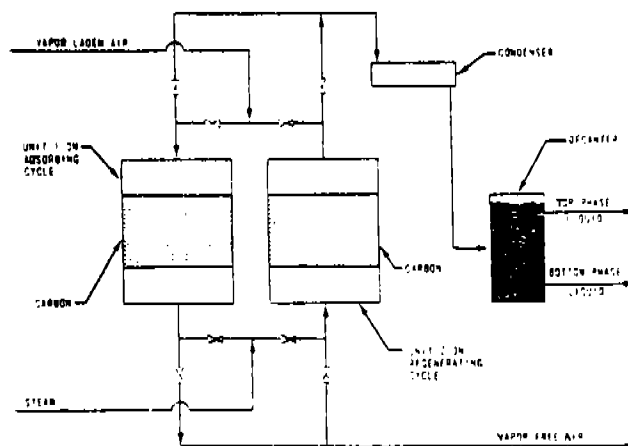 VAPOR LADEN AIR
CONDENSER
UNIT 1 ON
ADSORBING
CYCLE
DECANTER
TOP PHASE
LIQUID
CARBON
BOTTOM PHASE
LIQUID
CARBON
UNIT 2 ON
REGENERATING
CYCLE
STEAM
VAPOR FREE AIR